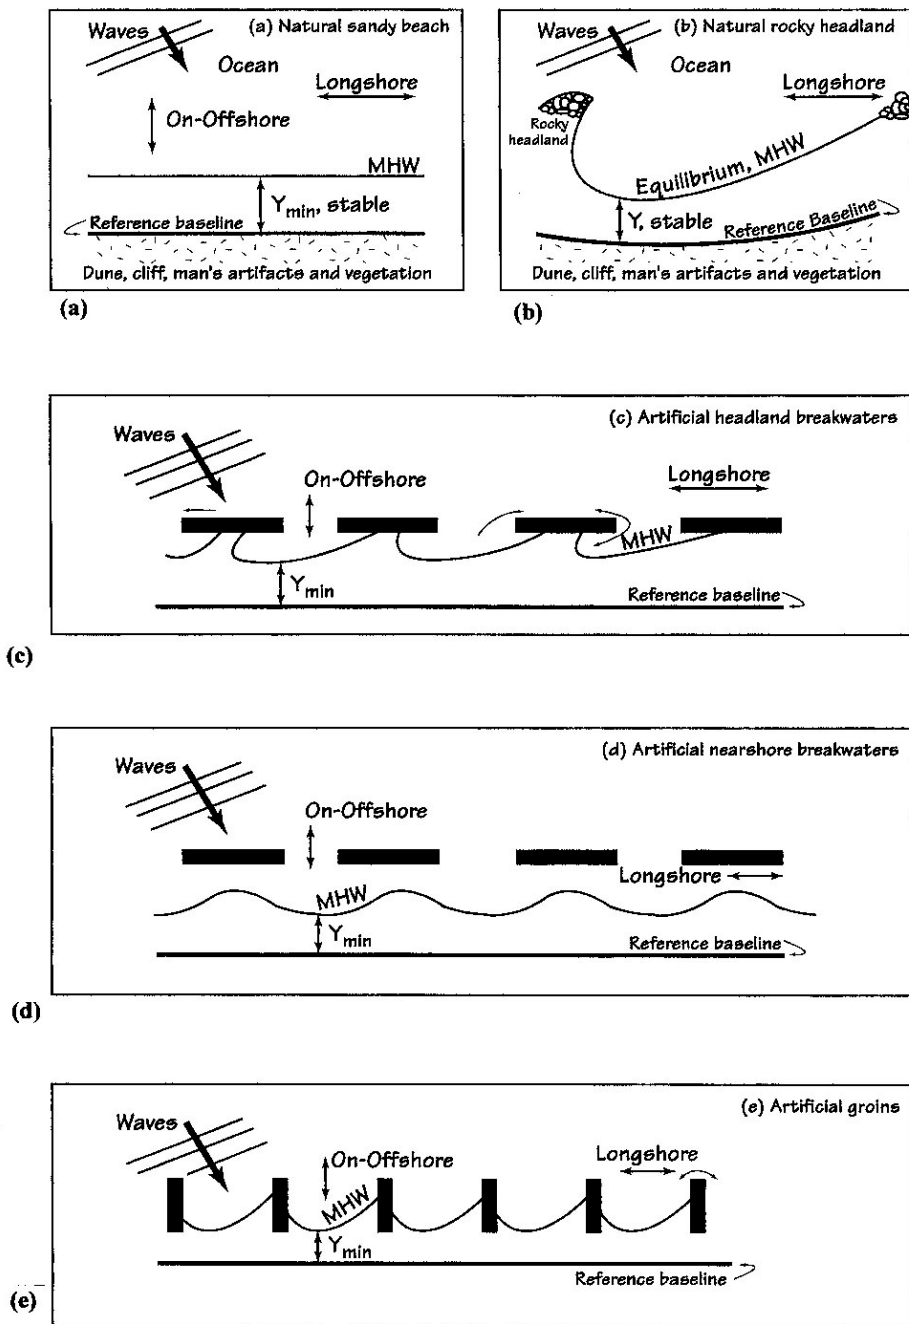 (a) Natural sandy beach
Waves
Ocean
Longshore
On-Offshore
MHW
Ymin, stable
Reference baseline
Dune, cliff, man's artifacts and vegetation
(a)
(b) Natural rocky headland
Waves
Ocean
Longshore
Rocky
headland
Equilibrium, MHW
Y, stable
Reference Baseline
Dune, cliff, man's artifacts and vegetation
(b)
(c) Artificial headland breakwaters
Waves
On-Offshore
Longshore
MHW
Ymin
Reference baseline
(c)
(d) Artificial nearshore breakwaters
Waves
On-Offshore
Longshore
MHW
Ymin
Reference baseline
(d)
(e) Artificial groins
Waves
On-Offshore
Longshore
MHW
Ymin
Reference baseline
(e)